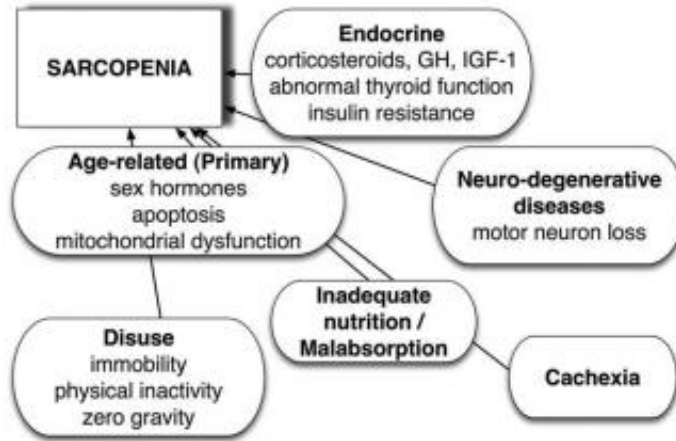 SARCOPENIA
Endocrine
corticosteroids, GH, IGF-1
abnormal thyroid function
insulin resistance
Age-related (Primary)
sex hormones
apoptosis
mitochondrial dysfunction
Neuro-degenerative
diseases
motor neuron loss
Inadequate
nutrition /
Malabsorption
Disuse
immobility
physical inactivity
zero gravity
Cachexia